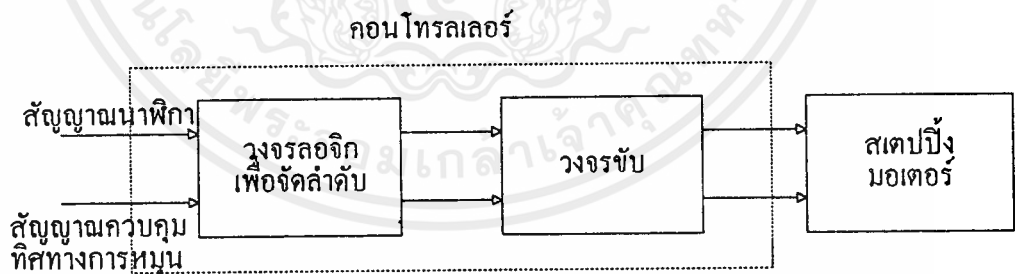 คอนโทรลเลอร์
สัญญาณนาฬิกา
วงจรลอจิก
เพื่อจัดลำดับ
วงจรขับ
สเตปปิ้ง
มอเตอร์
สัญญาณควบคุม
ทิศทางการหมุน